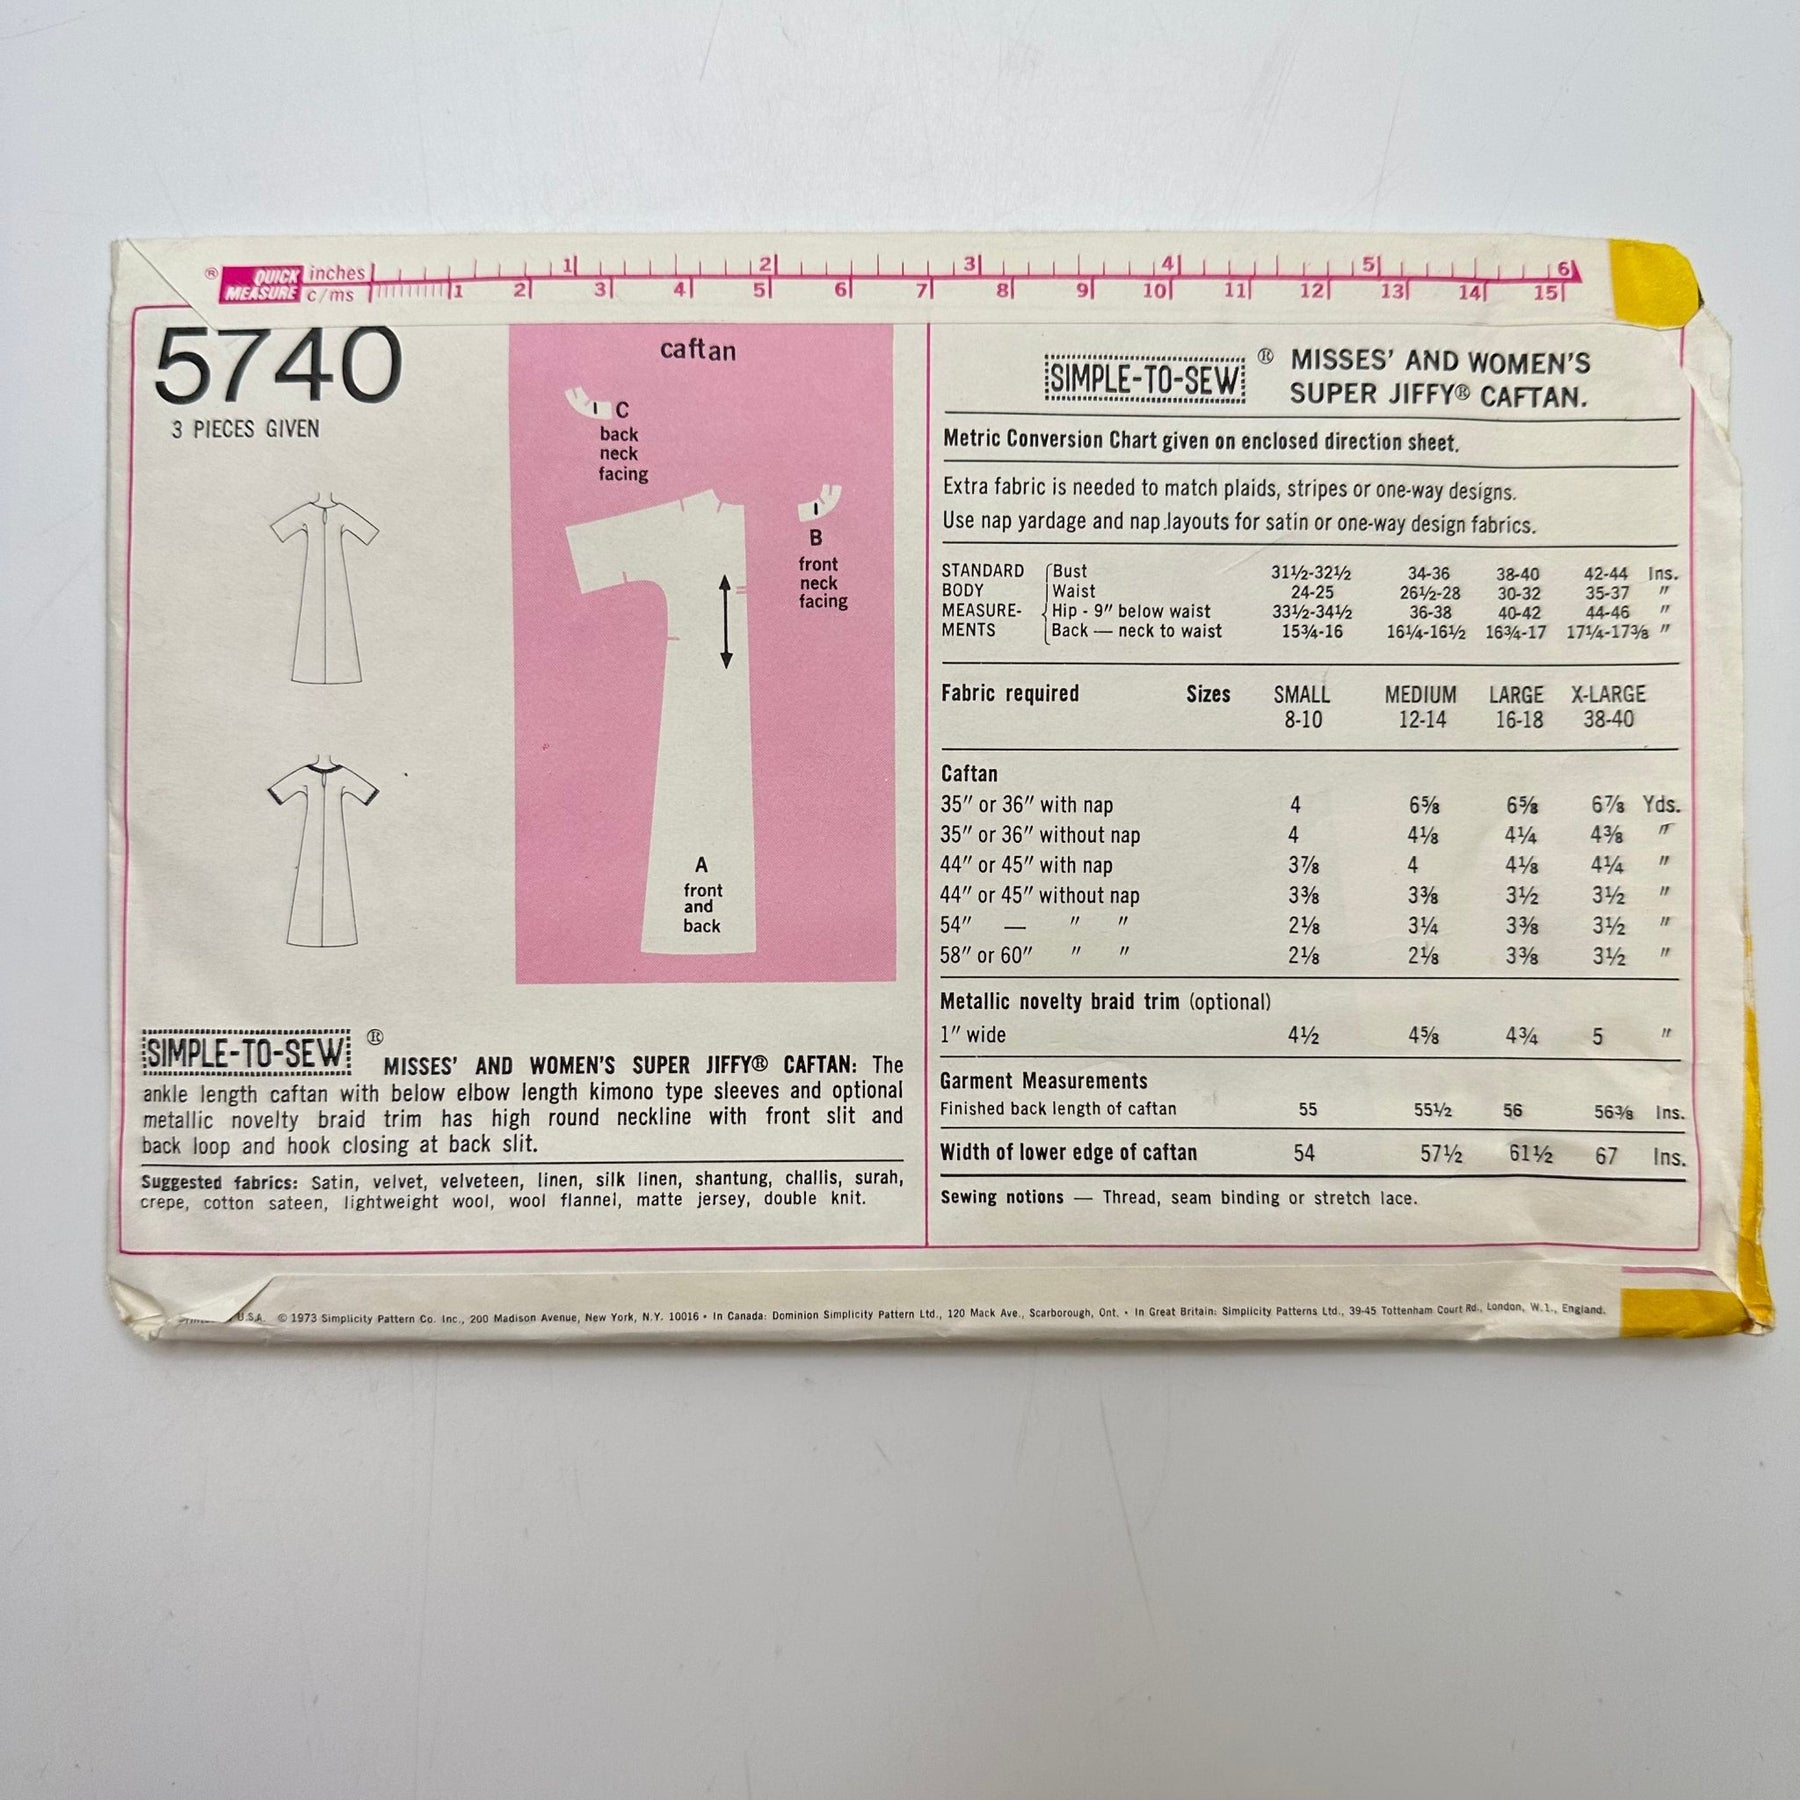 ® QUICK MEASURE inches 1 2 3 4 5 6
c/ms 1 2 3 4 5 6 7 8 9 10 11 12 13 14 15
5740
3 PIECES GIVEN
caftan
C
back
neck
facing
B
front
neck
facing
A
front
and
back
SIMPLE-TO-SEW ® MISSES' AND WOMEN'S SUPER JIFFY® CAFTAN: The
ankle length caftan with below elbow length kimono type sleeves and optional
metallic novelty braid trim has high round neckline with front slit and
back loop and hook closing at back slit.
Suggested fabrics: Satin, velvet, velveteen, linen, silk linen, shantung, challis, surah,
crepe, cotton sateen, lightweight wool, wool flannel, matte jersey, double knit.
SIMPLE-TO-SEW ® MISSES' AND WOMEN'S
SUPER JIFFY® CAFTAN.
Metric Conversion Chart given on enclosed direction sheet.
Extra fabric is needed to match plaids, stripes or one-way designs.
Use nap yardage and nap layouts for satin or one-way design fabrics.
STANDARD Bust 31½-32½ 34-36 38-40 42-44 Ins.
BODY Waist 24-25 26½-28 30-32 35-37 "
MEASURE- Hip - 9" below waist 33½-34½ 36-38 40-42 44-46 "
MENTS Back — neck to waist 15¾-16 16¼-16½ 16¾-17 17¼-17⅜ "
Fabric required Sizes SMALL MEDIUM LARGE X-LARGE
8-10 12-14 16-18 38-40
Caftan
35" or 36" with nap 4 6⅝ 6⅝ 6⅞ Yds.
35" or 36" without nap 4 4⅛ 4¼ 4⅜ "
44" or 45" with nap 3⅞ 4 4⅛ 4¼ "
44" or 45" without nap 3⅜ 3⅜ 3½ 3½ "
54" — " " 2⅛ 3¼ 3⅜ 3½ "
58" or 60" " " 2⅛ 2⅛ 3⅜ 3½ "
Metallic novelty braid trim (optional)
1" wide 4½ 4⅝ 4¾ 5 "
Garment Measurements
Finished back length of caftan 55 55½ 56 56⅜ Ins.
Width of lower edge of caftan 54 57½ 61½ 67 Ins.
Sewing notions — Thread, seam binding or stretch lace.
U.S.A. © 1973 Simplicity Pattern Co. Inc., 200 Madison Avenue, New York, N.Y. 10016 • In Canada: Dominion Simplicity Pattern Ltd., 120 Mack Ave., Scarborough, Ont. • In Great Britain: Simplicity Patterns Ltd., 39-45 Tottenham Court Rd., London, W.1., England.